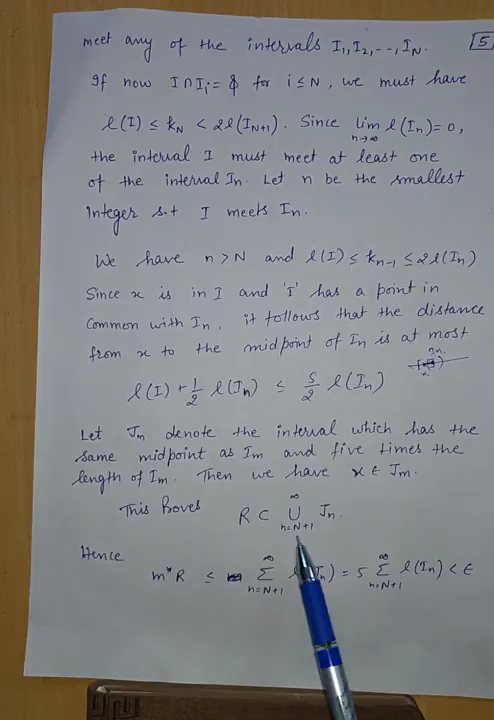 meet any of the intervals I₁, I₂, --, I_N. [5]
If now I∩Iᵢ = ϕ for i ≤ N, we must have
l(I) ≤ k_N < 2l(I_{N+1}). Since lim_{n→∞} l(I_n) = 0,
the interval I must meet at least one
of the interval I_n. Let n be the smallest
integer s.t I meets I_n.
We have n > N and l(I) ≤ k_{n-1} ≤ 2l(I_n)
Since x is in I and 'I' has a point in
common with I_n, it follows that the distance
from x to the midpoint of I_n is at most
l(I) + 1/2 l(I_n) ≤ 5/2 l(I_n)
Let J_m denote the interval which has the
same midpoint as I_m and five times the
length of I_m. Then we have x ∈ J_m.
This Proves R ⊂ ∪_{n=N+1}^∞ J_n.
Hence
m*R ≤ Σ_{n=N+1}^∞ l( _n) = 5 Σ_{n=N+1}^∞ l(I_n) < ∈